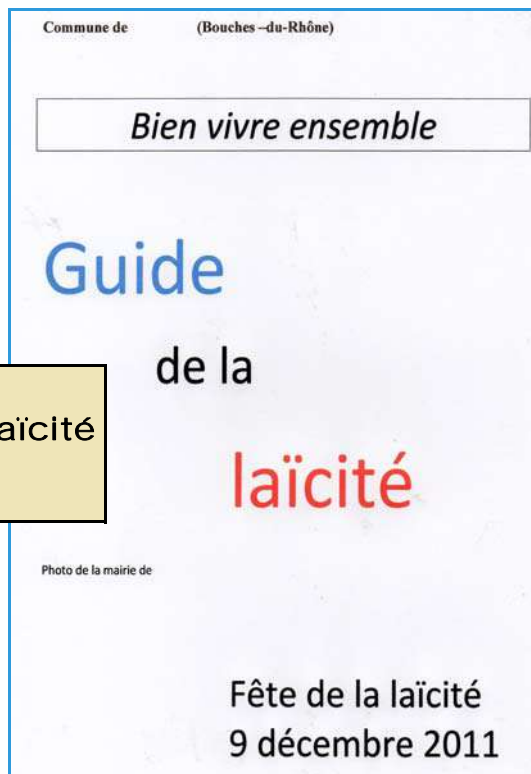 Commune de (Bouches –du-Rhône)
Bien vivre ensemble
Guide
de la
aïcité
laïcité
Photo de la mairie de
Fête de la laïcité
9 décembre 2011